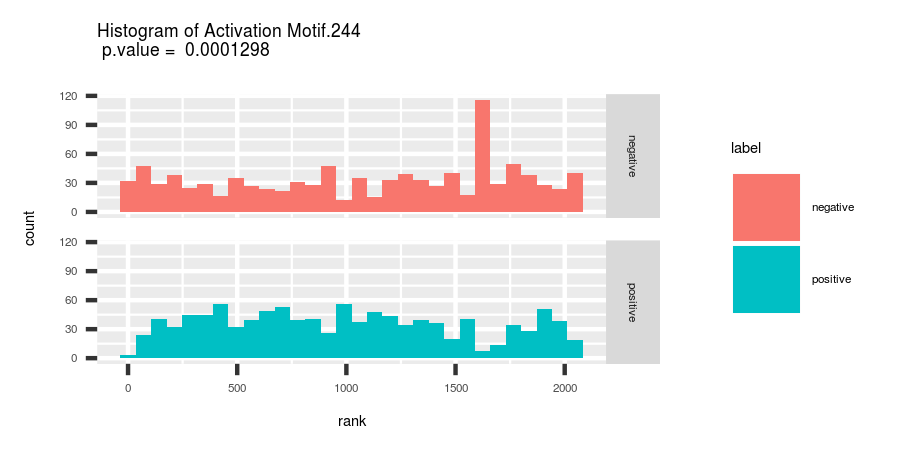 Histogram of Activation Motif.244
p.value = 0.0001298
count
120
90
60
30
0
negative
120
90
60
30
0
positive
0 500 1000 1500 2000
rank
label
negative
positive